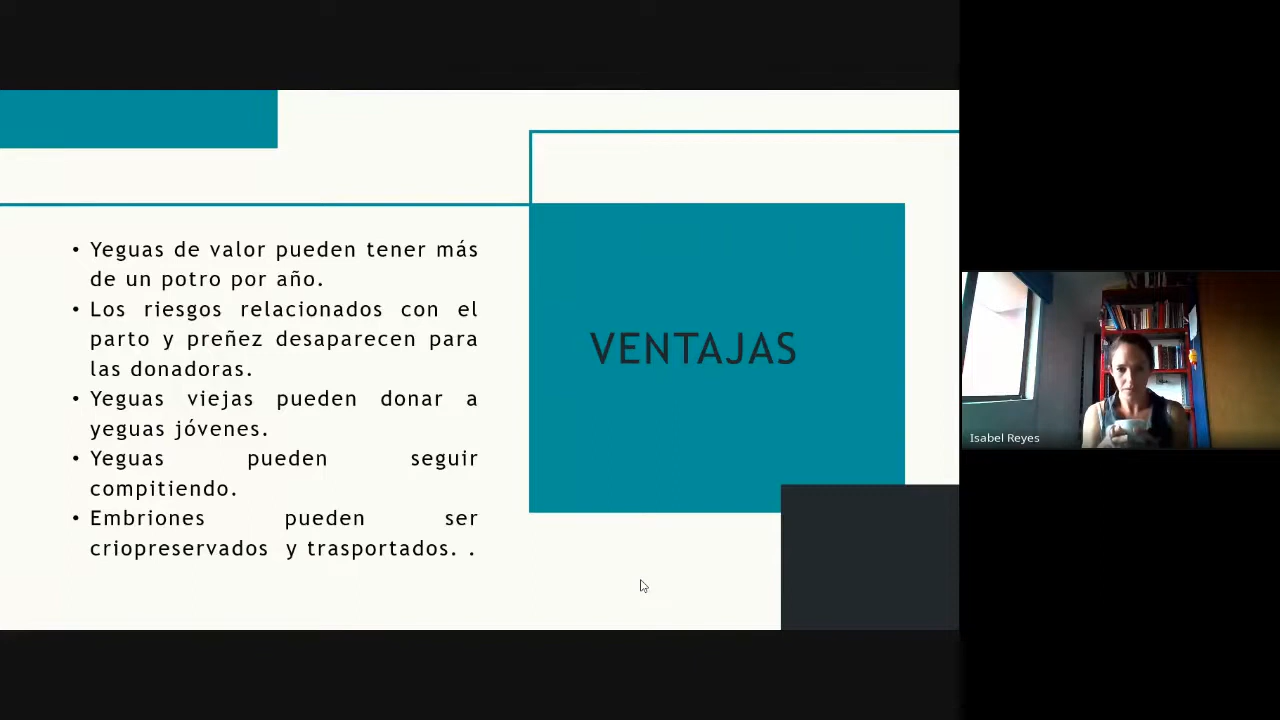 • Yeguas de valor pueden tener más
de un potro por año.
• Los riesgos relacionados con el
parto y preñez desaparecen para
las donadoras.
• Yeguas viejas pueden donar a
yeguas jóvenes.
• Yeguas pueden seguir
compitiendo.
• Embriones pueden ser
criopreservados y trasportados. .
VENTAJAS
Isabel Reyes